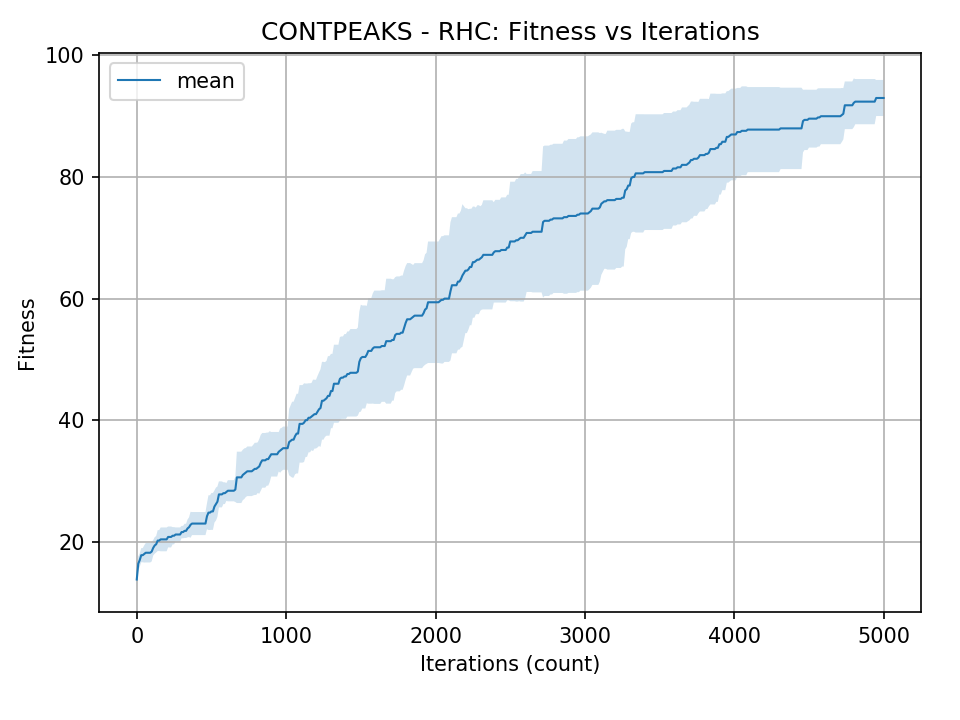 CONTPEAKS - RHC: Fitness vs Iterations
mean
Fitness
100
80
60
40
20
0 1000 2000 3000 4000 5000
Iterations (count)